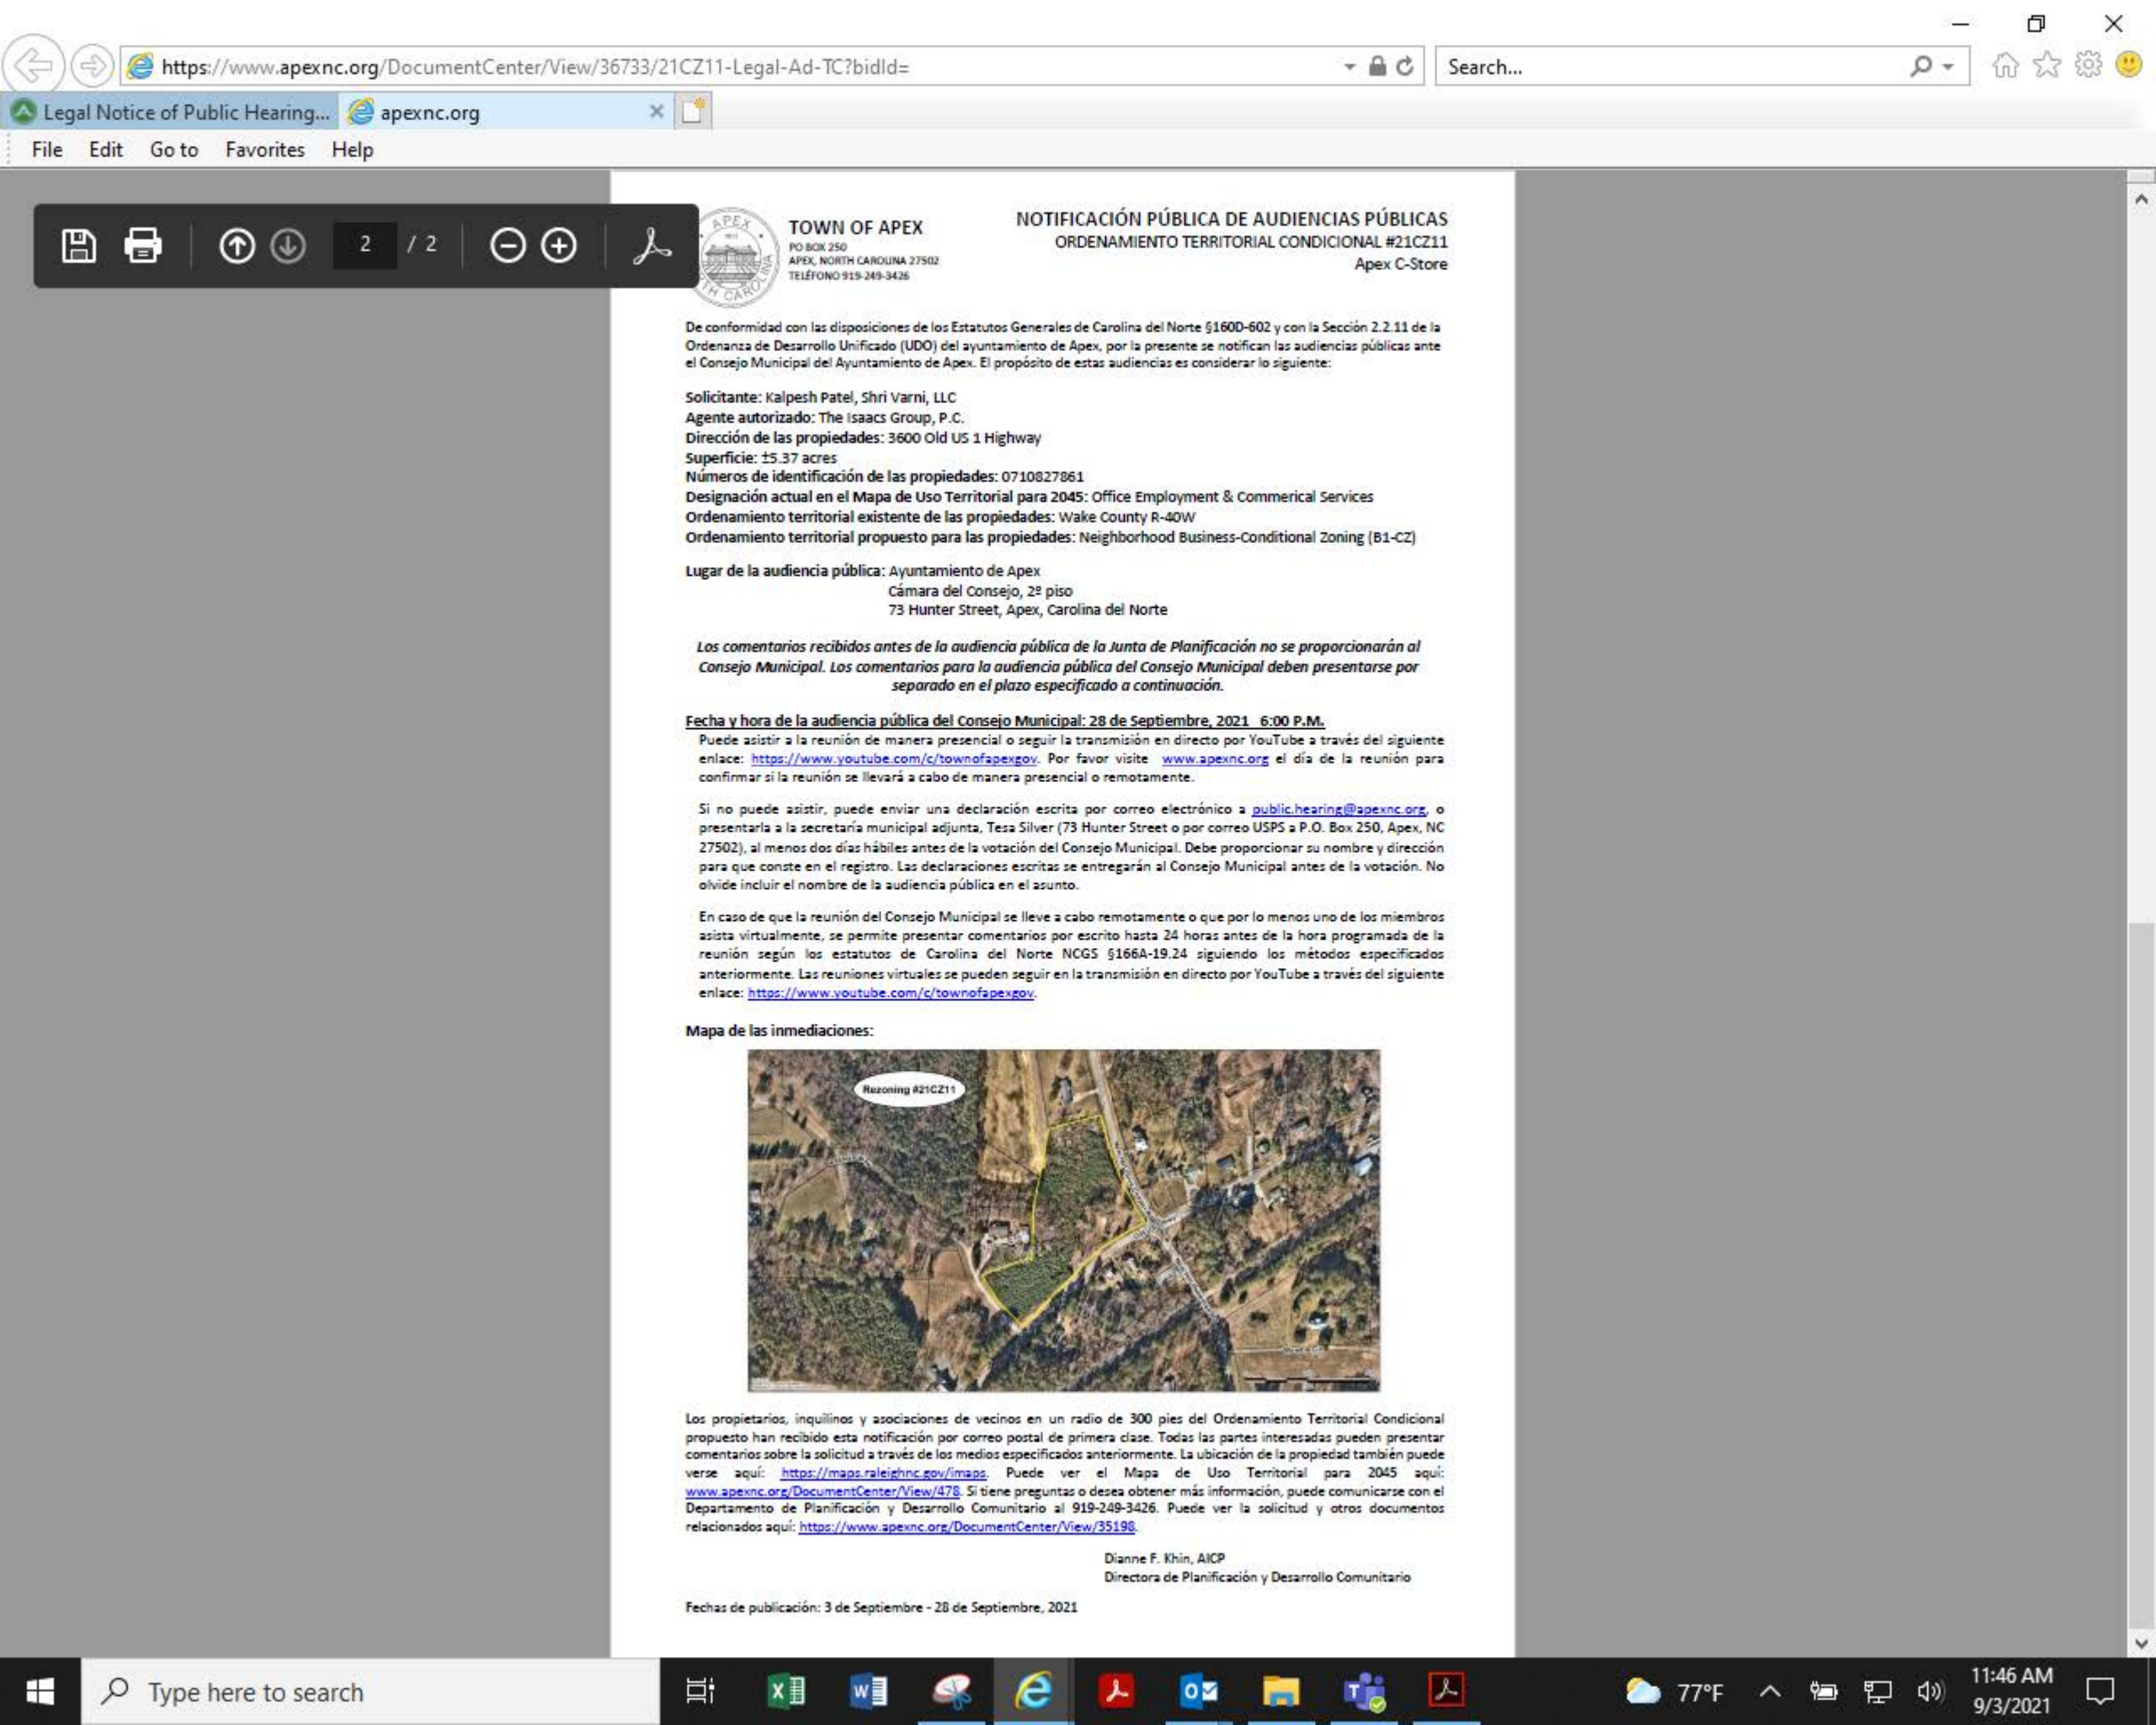 https://www.apexnc.org/DocumentCenter/View/36733/21CZ11-Legal-Ad-TC?bidId=
Search...
Legal Notice of Public Hearing...
apexnc.org
File Edit Go to Favorites Help
2 / 2
TOWN OF APEX
PO BOX 250
APEX, NORTH CAROLINA 27502
TELÉFONO 919-249-3426
NOTIFICACIÓN PÚBLICA DE AUDIENCIAS PÚBLICAS
ORDENAMIENTO TERRITORIAL CONDICIONAL #21CZ11
Apex C-Store
De conformidad con las disposiciones de los Estatutos Generales de Carolina del Norte §160D-602 y con la Sección 2.2.11 de la
Ordenanza de Desarrollo Unificado (UDO) del ayuntamiento de Apex, por la presente se notifican las audiencias públicas ante
el Consejo Municipal del Ayuntamiento de Apex. El propósito de estas audiencias es considerar lo siguiente:
Solicitante: Kalpesh Patel, Shri Varni, LLC
Agente autorizado: The Isaacs Group, P.C.
Dirección de las propiedades: 3600 Old US 1 Highway
Superficie: ±5.37 acres
Números de identificación de las propiedades: 0710827861
Designación actual en el Mapa de Uso Territorial para 2045: Office Employment & Commerical Services
Ordenamiento territorial existente de las propiedades: Wake County R-40W
Ordenamiento territorial propuesto para las propiedades: Neighborhood Business-Conditional Zoning (B1-CZ)
Lugar de la audiencia pública: Ayuntamiento de Apex
Cámara del Consejo, 2º piso
73 Hunter Street, Apex, Carolina del Norte
Los comentarios recibidos antes de la audiencia pública de la Junta de Planificación no se proporcionarán al
Consejo Municipal. Los comentarios para la audiencia pública del Consejo Municipal deben presentarse por
separado en el plazo especificado a continuación.
Fecha y hora de la audiencia pública del Consejo Municipal: 28 de Septiembre, 2021 6:00 P.M.
Puede asistir a la reunión de manera presencial o seguir la transmisión en directo por YouTube a través del siguiente
enlace: https://www.youtube.com/c/townofapexgov. Por favor visite www.apexnc.org el día de la reunión para
confirmar si la reunión se llevará a cabo de manera presencial o remotamente.
Si no puede asistir, puede enviar una declaración escrita por correo electrónico a public.hearing@apexnc.org, o
presentarla a la secretaría municipal adjunta, Tesa Silver (73 Hunter Street o por correo USPS a P.O. Box 250, Apex, NC
27502), al menos dos días hábiles antes de la votación del Consejo Municipal. Debe proporcionar su nombre y dirección
para que conste en el registro. Las declaraciones escritas se entregarán al Consejo Municipal antes de la votación. No
olvide incluir el nombre de la audiencia pública en el asunto.
En caso de que la reunión del Consejo Municipal se lleve a cabo remotamente o que por lo menos uno de los miembros
asista virtualmente, se permite presentar comentarios por escrito hasta 24 horas antes de la hora programada de la
reunión según los estatutos de Carolina del Norte NCGS §166A-19.24 siguiendo los métodos especificados
anteriormente. Las reuniones virtuales se pueden seguir en la transmisión en directo por YouTube a través del siguiente
enlace: https://www.youtube.com/c/townofapexgov.
Mapa de las inmediaciones:
Rezoning #21CZ11
Los propietarios, inquilinos y asociaciones de vecinos en un radio de 300 pies del Ordenamiento Territorial Condicional
propuesto han recibido esta notificación por correo postal de primera clase. Todas las partes interesadas pueden presentar
comentarios sobre la solicitud a través de los medios especificados anteriormente. La ubicación de la propiedad también puede
verse aquí: https://maps.raleighnc.gov/imaps. Puede ver el Mapa de Uso Territorial para 2045 aquí:
www.apexnc.org/DocumentCenter/View/478. Si tiene preguntas o desea obtener más información, puede comunicarse con el
Departamento de Planificación y Desarrollo Comunitario al 919-249-3426. Puede ver la solicitud y otros documentos
relacionados aquí: https://www.apexnc.org/DocumentCenter/View/35198.
Dianne F. Khin, AICP
Directora de Planificación y Desarrollo Comunitario
Fechas de publicación: 3 de Septiembre - 28 de Septiembre, 2021
Type here to search
77°F
11:46 AM
9/3/2021